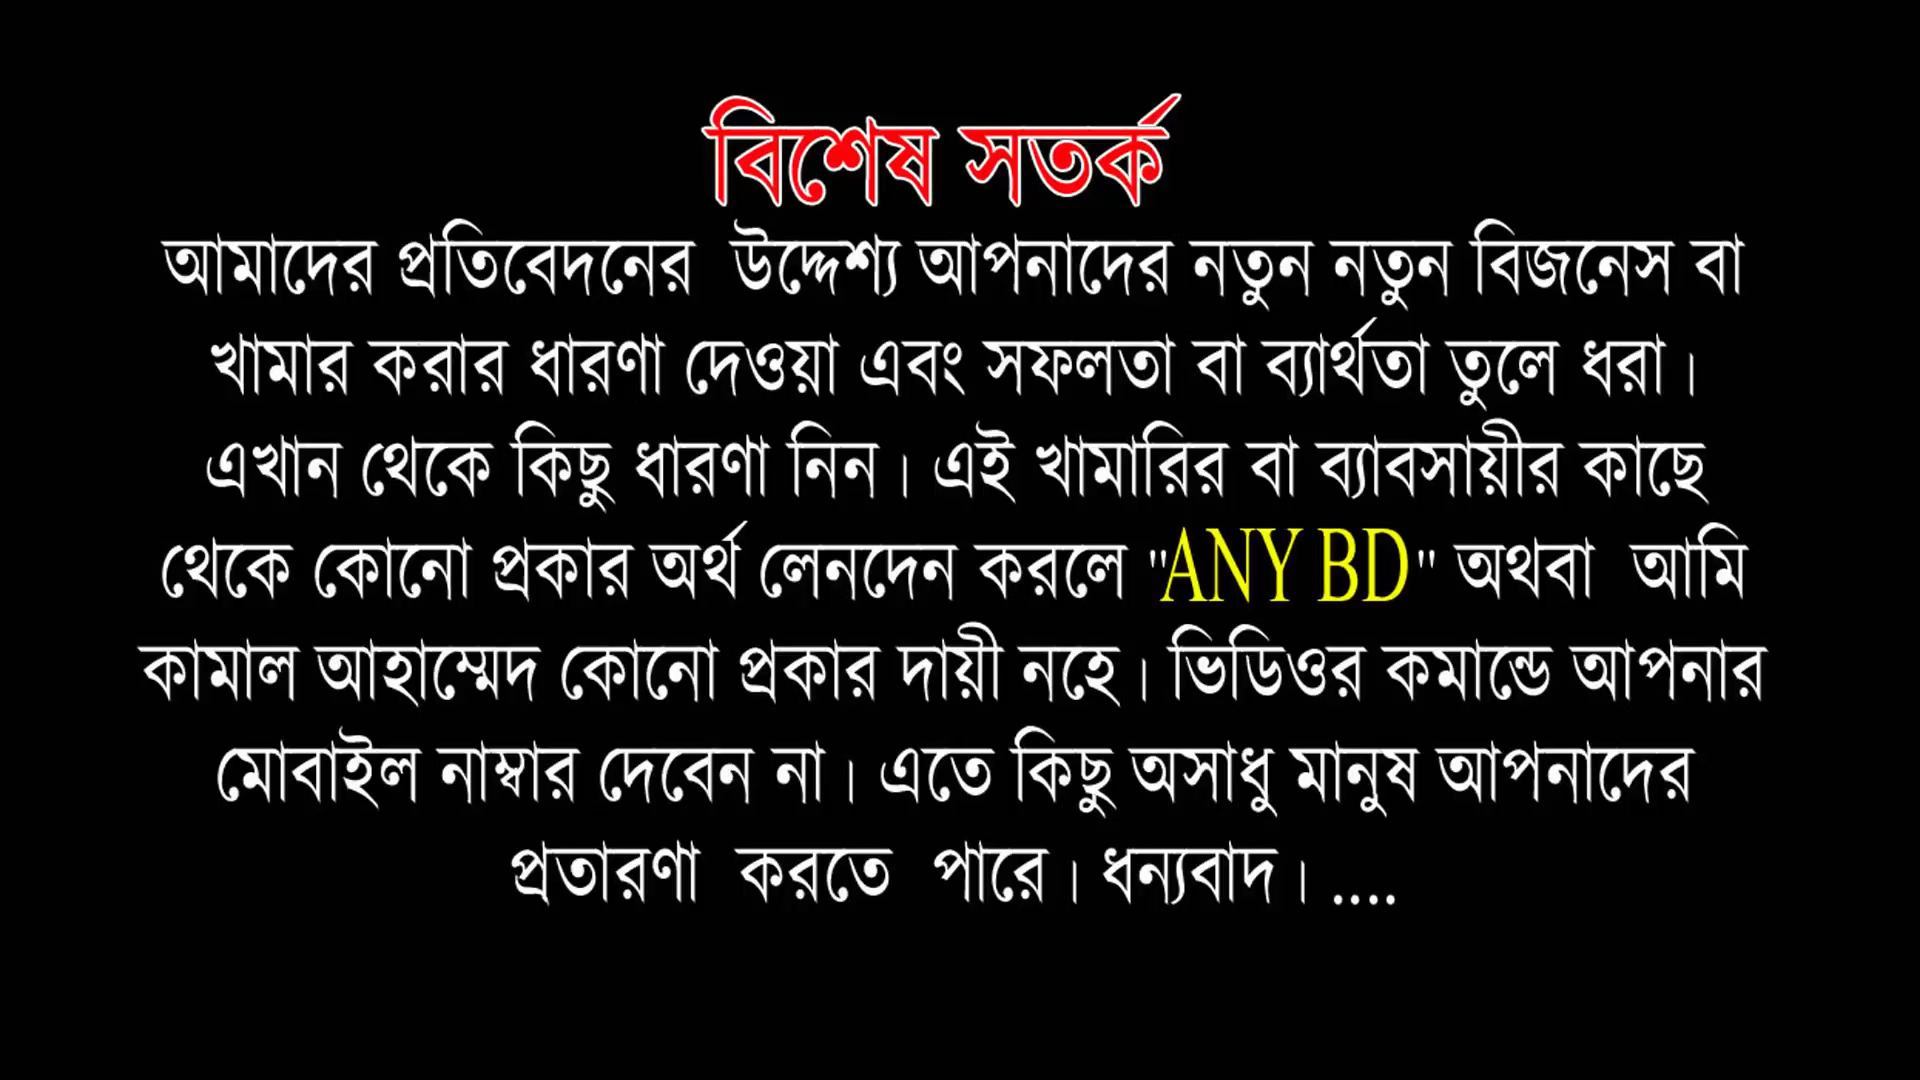 বিশেষ সতর্ক
আমাদের প্রতিবেদনের উদ্দেশ্য আপনাদের নতুন নতুন বিজনেস বা
খামার করার ধারণা দেওয়া এবং সফলতা বা ব্যার্থতা তুলে ধরা।
এখান থেকে কিছু ধারণা নিন। এই খামারির বা ব্যাবসায়ীর কাছে
থেকে কোনো প্রকার অর্থ লেনদেন করলে "ANY BD" অথবা আমি
কামাল আহাম্মেদ কোনো প্রকার দায়ী নহে। ভিডিওর কমান্ডে আপনার
মোবাইল নাম্বার দেবেন না। এতে কিছু অসাধু মানুষ আপনাদের
প্রতারণা করতে পারে। ধন্যবাদ। ....